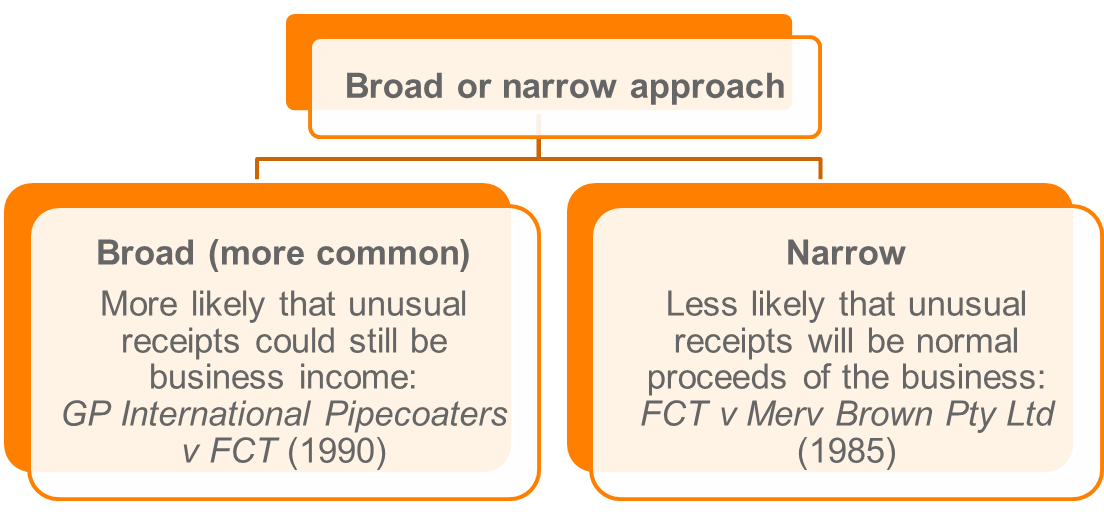 Broad or narrow approach
Broad (more common)
More likely that unusual
receipts could still be
business income:
GP International Pipecoaters
v FCT (1990)
Narrow
Less likely that unusual
receipts will be normal
proceeds of the business:
FCT v Merv Brown Pty Ltd
(1985)